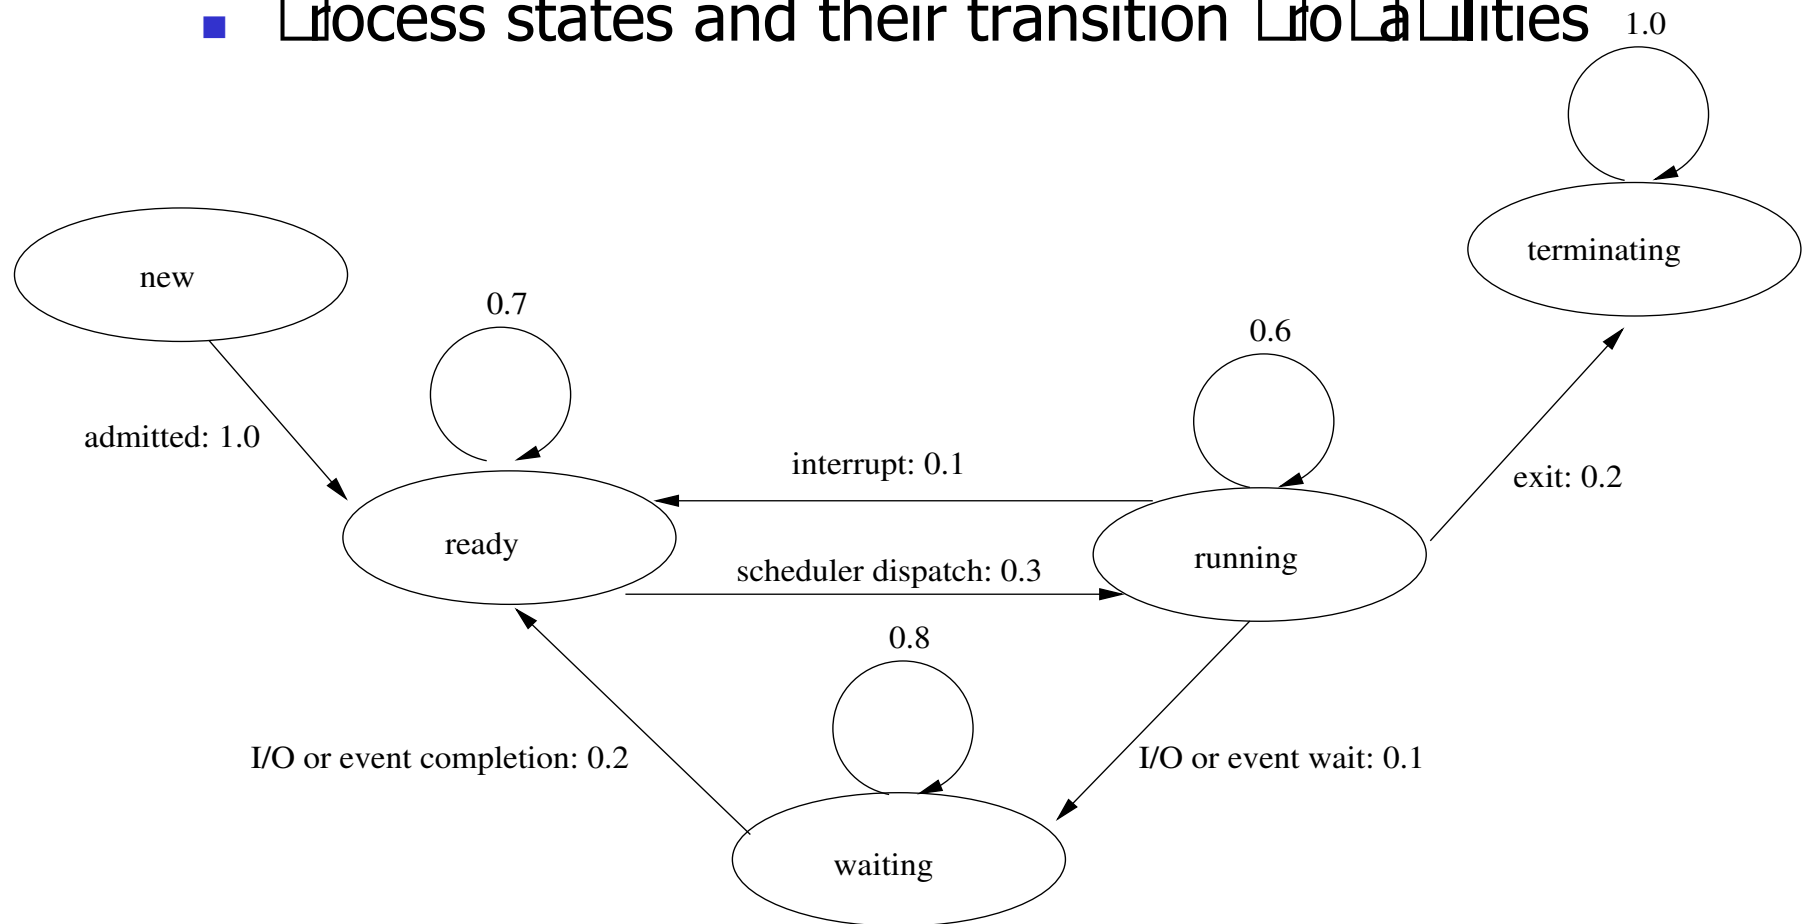 states and their transition
1.0
terminating
new
0.7
0.6
admitted: 1.0
interrupt: 0.1
exit: 0.2
ready
running
scheduler dispatch: 0.3
0.8
I/O or event completion: 0.2
I/O or event wait: 0.1
waiting